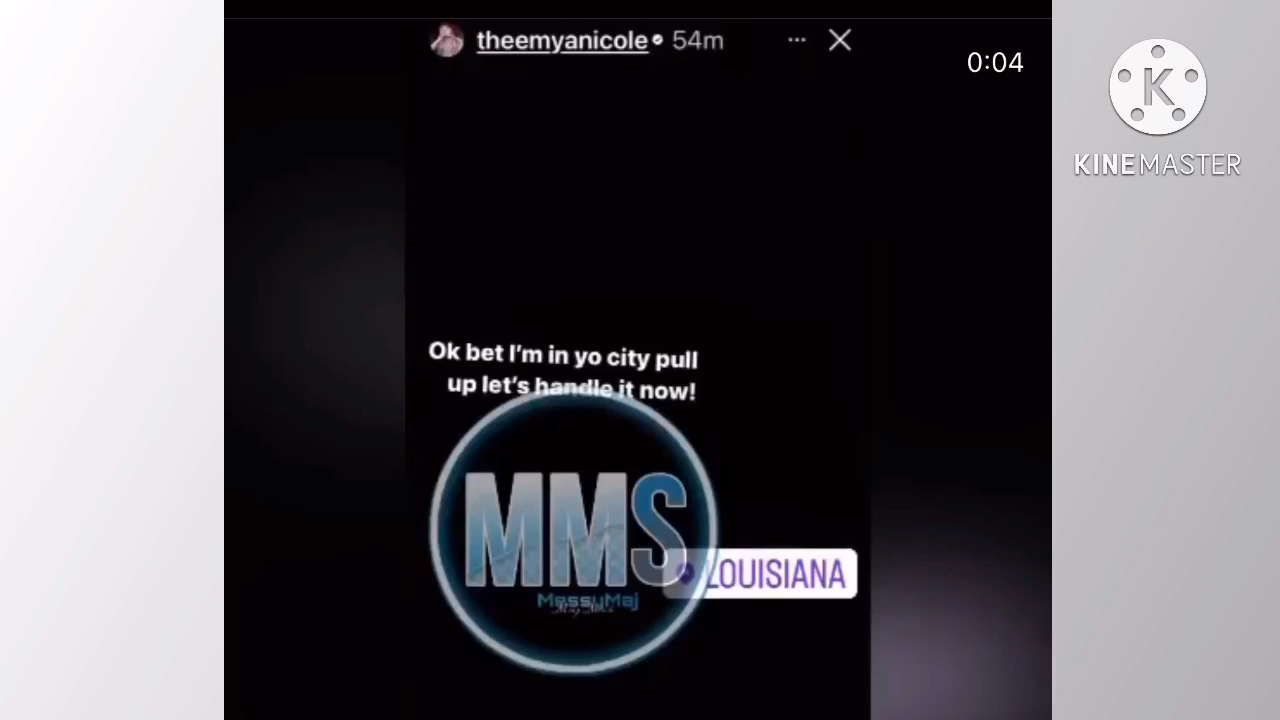 theemyanicole 54m
0:04
K
KINEMASTER
Ok bet I'm in yo city pull
up let's handle it now!
MMS
LOUISIANA
MessyMaj